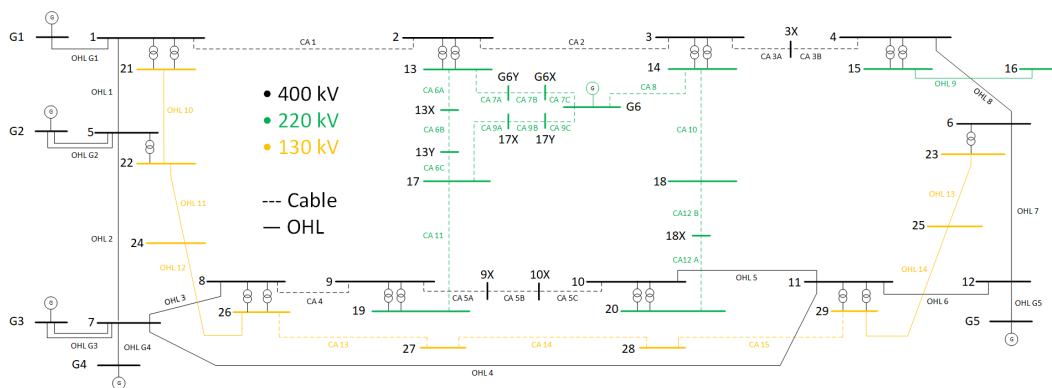 G
G1
1
2
3
3X
4
OHL G1
CA 1
CA 2
CA 3A
CA 3B
21
13
14
15
16
G6Y
G6X
G
OHL 9
OHL 8
OHL 1
CA 6A
CA 7A
CA 7B
CA 7C
CA 8
400 kV
OHL 10
G6
G
13X
G2
5
220 kV
CA 6B
CA 9A
CA 9B
CA 9C
CA 10
6
OHL G2
17X
17Y
130 kV
13Y
23
22
CA 6C
17
18
Cable
OHL 13
OHL 11
OHL 7
OHL
CA12 B
25
OHL 2
24
CA 11
18X
OHL 12
OHL 14
9X
10X
CA12 A
8
9
10
OHL 5
11
12
OHL 3
CA 4
CA 5A
CA 5B
CA 5C
OHL 6
OHL G5
G
26
19
20
29
G3
7
G5
OHL G3
OHL G4
CA 13
CA 14
CA 15
G
27
28
G4
OHL 4
G